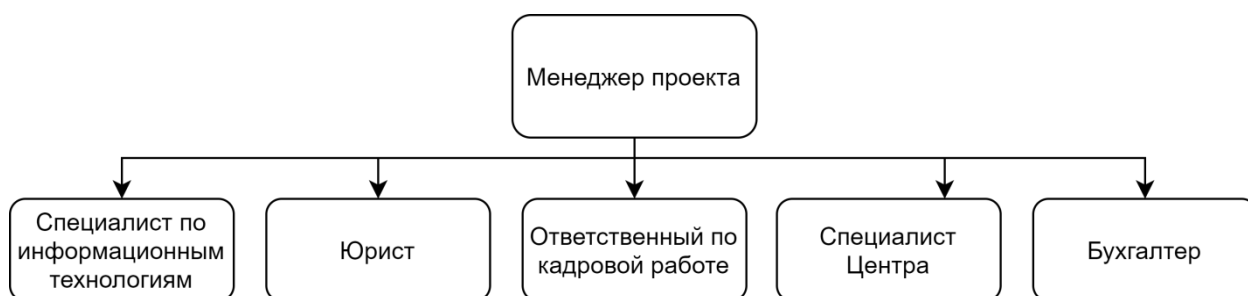 Менеджер проекта
Специалист по
информационным
технологиям
Юрист
Ответственный по
кадровой работе
Специалист
Центра
Бухгалтер